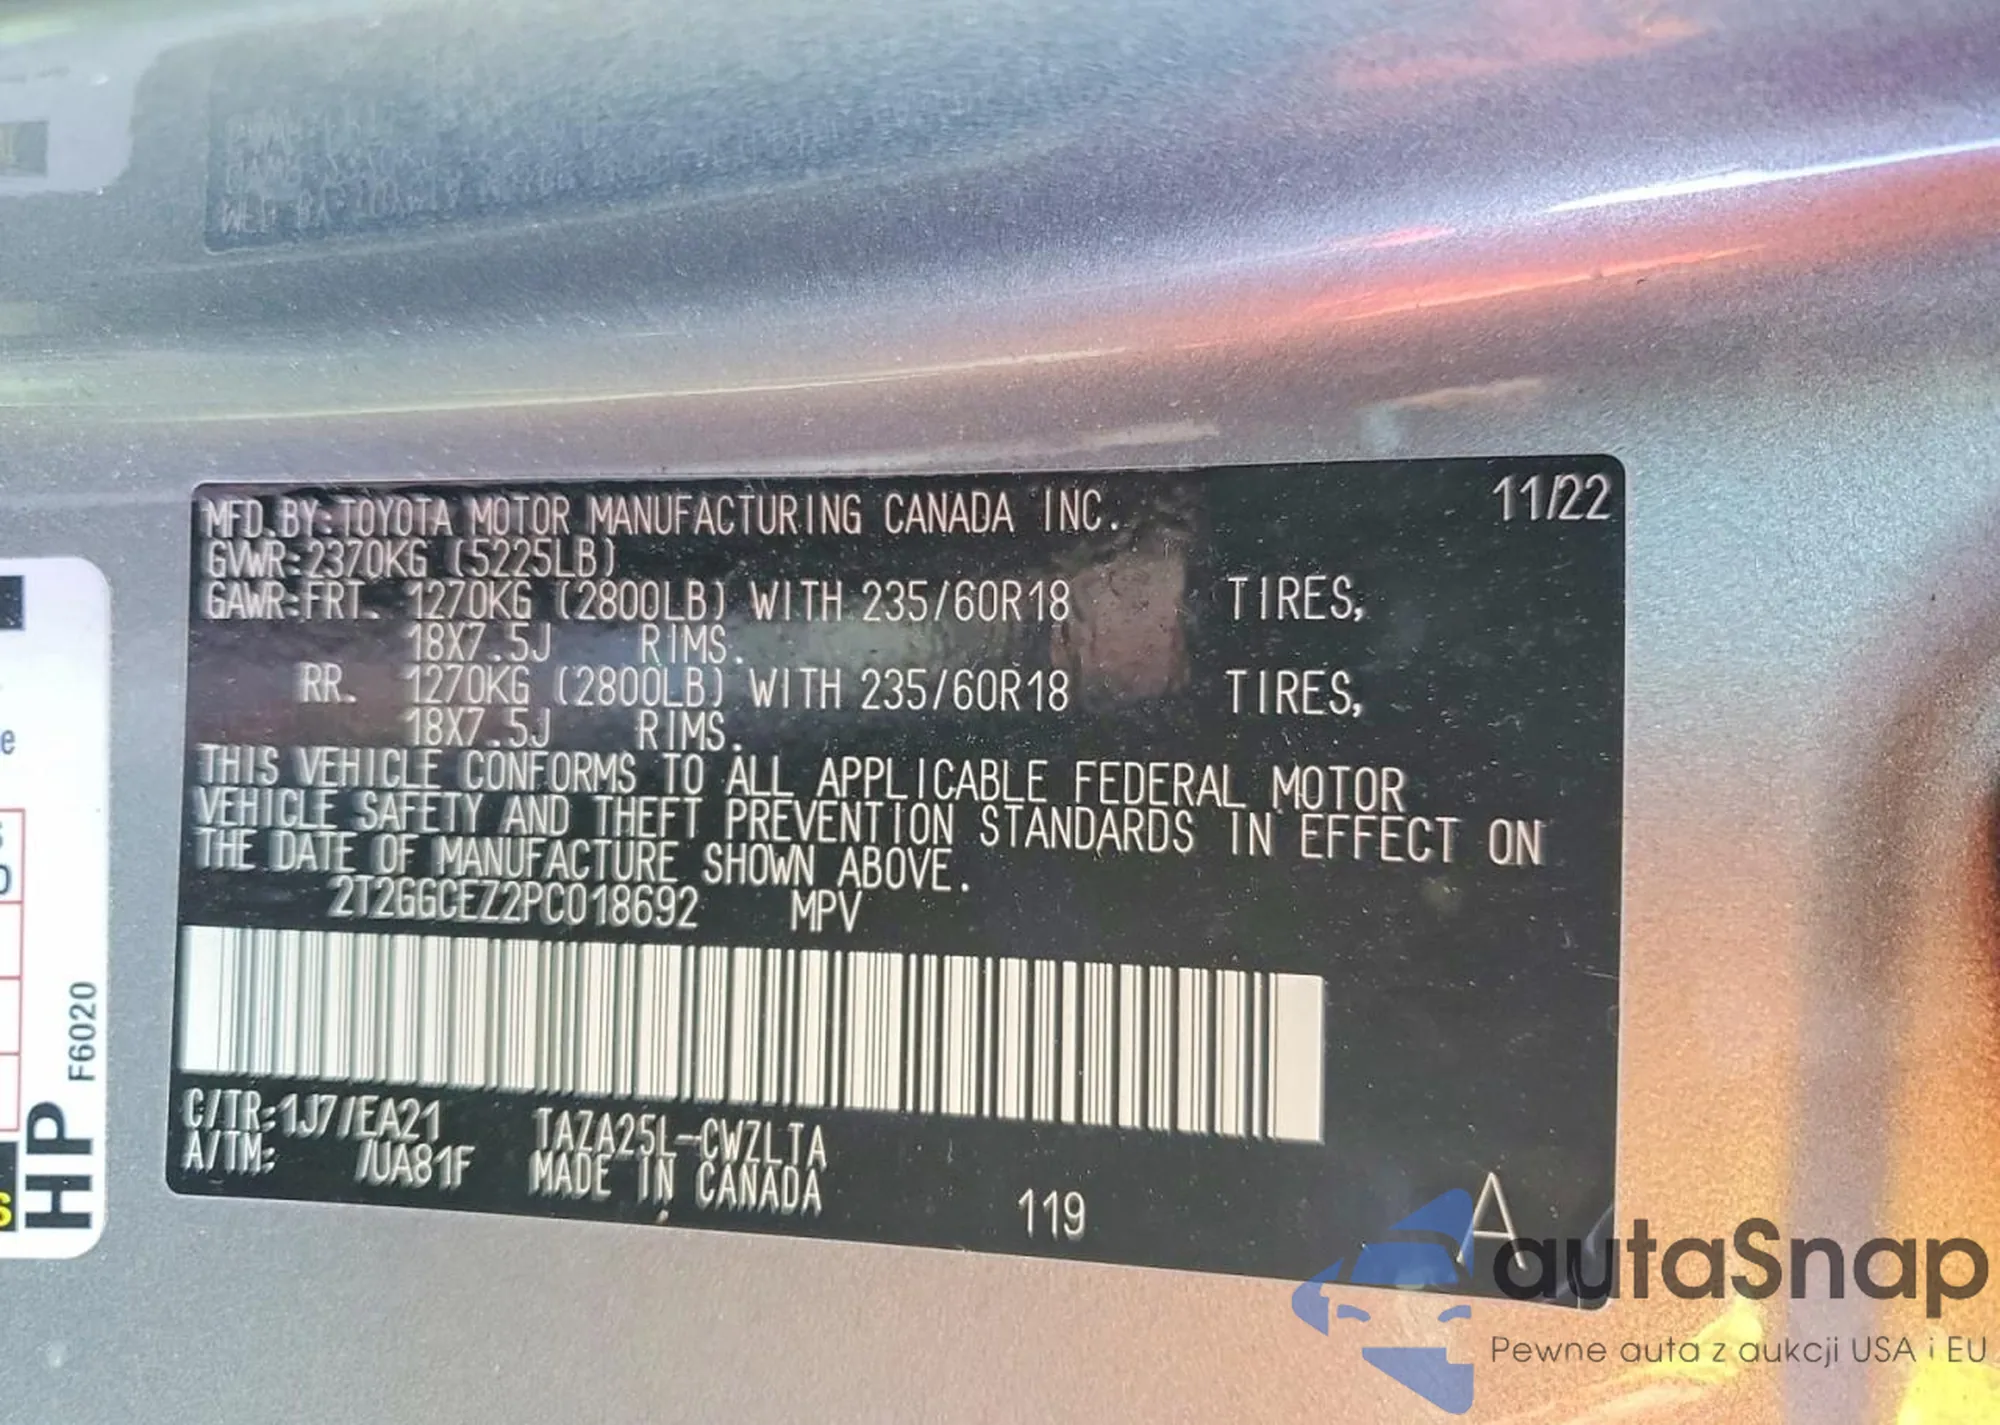 MFD.BY:TOYOTA MOTOR MANUFACTURING CANADA INC. 11/22
GVWR:2370KG (5225LB)
GAWR:FRT. 1270KG (2800LB) WITH 235/60R18 TIRES,
18X7.5J RIMS.
RR. 1270KG (2800LB) WITH 235/60R18 TIRES,
18X7.5J RIMS.
THIS VEHICLE CONFORMS TO ALL APPLICABLE FEDERAL MOTOR
VEHICLE SAFETY AND THEFT PREVENTION STANDARDS IN EFFECT ON
THE DATE OF MANUFACTURE SHOWN ABOVE.
2T2GGCEZ2PC018692 MPV
C/TR:1J7/EA21 TAZA25L-CWZLTA
A/TM: /UA81F MADE IN CANADA
119 A
HP F6020
autaSnap
Pewne auta z aukcji USA i EU